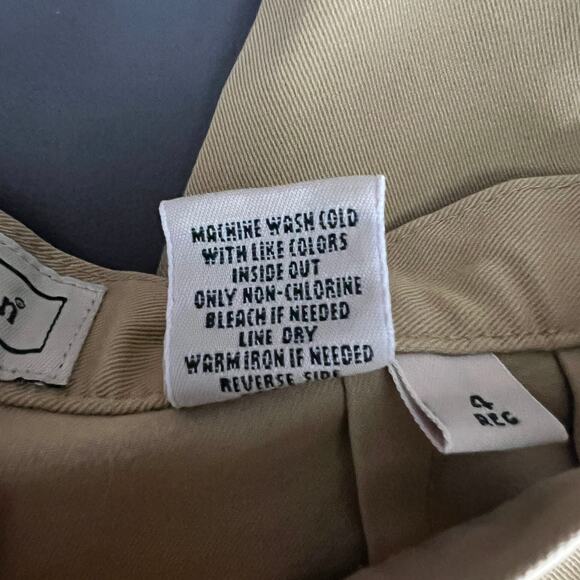 MACHINE WASH COLD
WITH LIKE COLORS
INSIDE OUT
ONLY NON-CHLORINE
BLEACH IF NEEDED
LINE DRY
WARM IRON IF NEEDED
REVERSE SIDE
4
REG